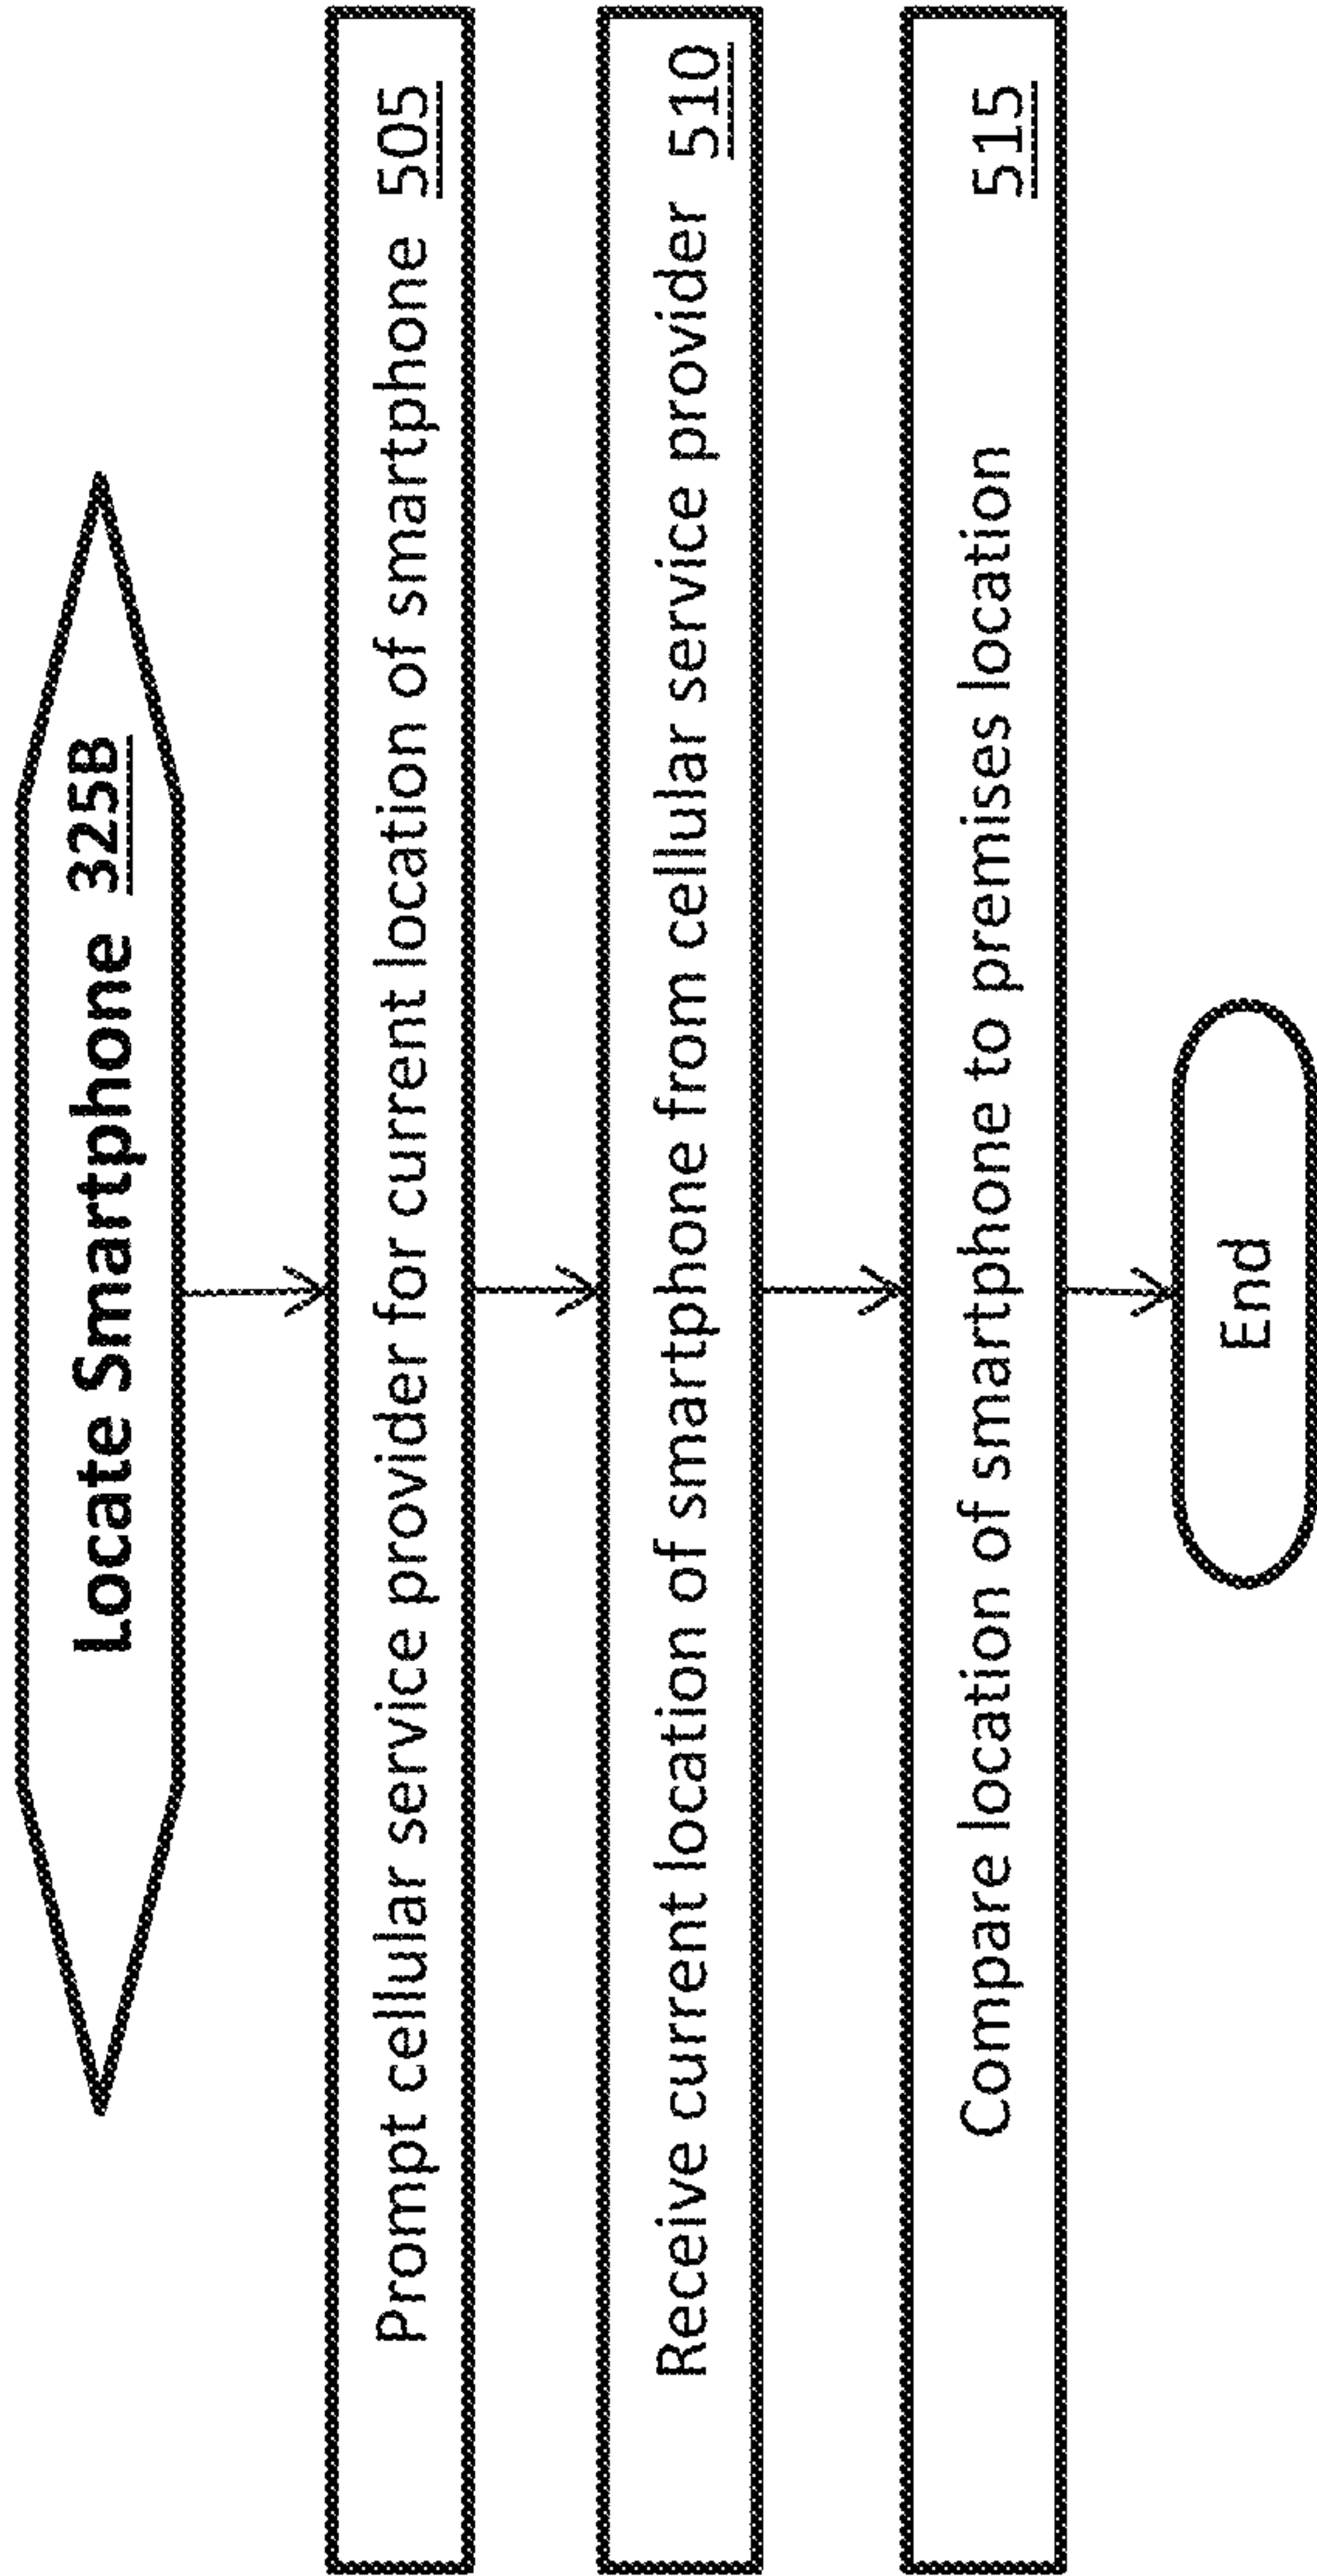 Locate Smartphone 325B
Prompt cellular service provider for current location of smartphone 505
Receive current location of smartphone from cellular service provider 510
Compare location of smartphone to premises location 515
End